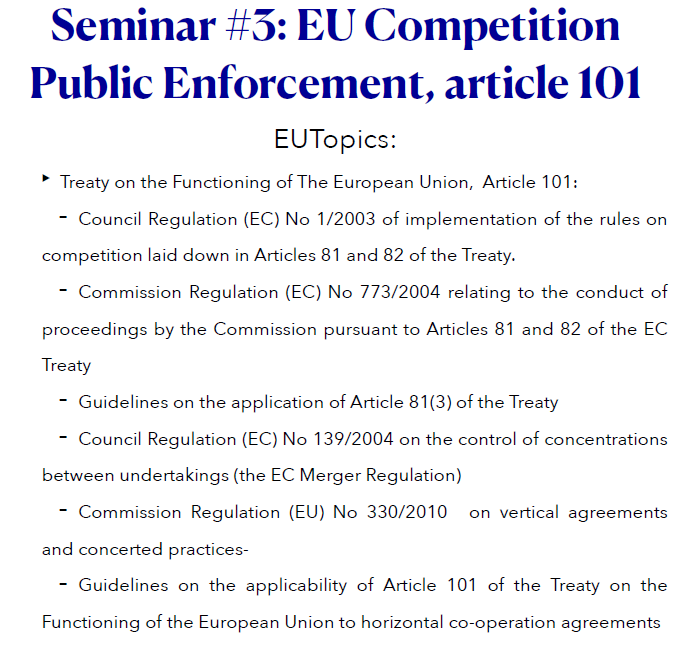 Seminar #3: EU Competition
Public Enforcement, article 101
EUTopics:
‣ Treaty on the Functioning of The European Union, Article 101:
- Council Regulation (EC) No 1/2003 of implementation of the rules on
competition laid down in Articles 81 and 82 of the Treaty.
- Commission Regulation (EC) No 773/2004 relating to the conduct of
proceedings by the Commission pursuant to Articles 81 and 82 of the EC
Treaty
- Guidelines on the application of Article 81(3) of the Treaty
- Council Regulation (EC) No 139/2004 on the control of concentrations
between undertakings (the EC Merger Regulation)
- Commission Regulation (EU) No 330/2010 on vertical agreements
and concerted practices-
- Guidelines on the applicability of Article 101 of the Treaty on the
Functioning of the European Union to horizontal co-operation agreements